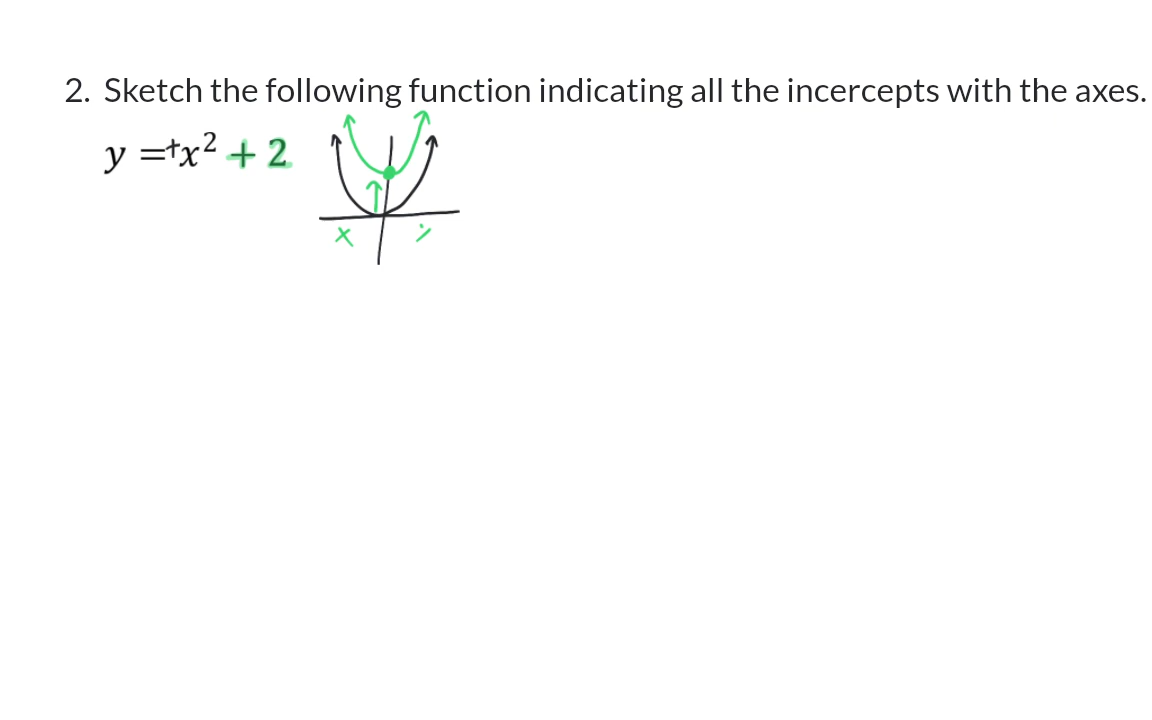 2. Sketch the following function indicating all the incercepts with the axes.
y =+x² + 2